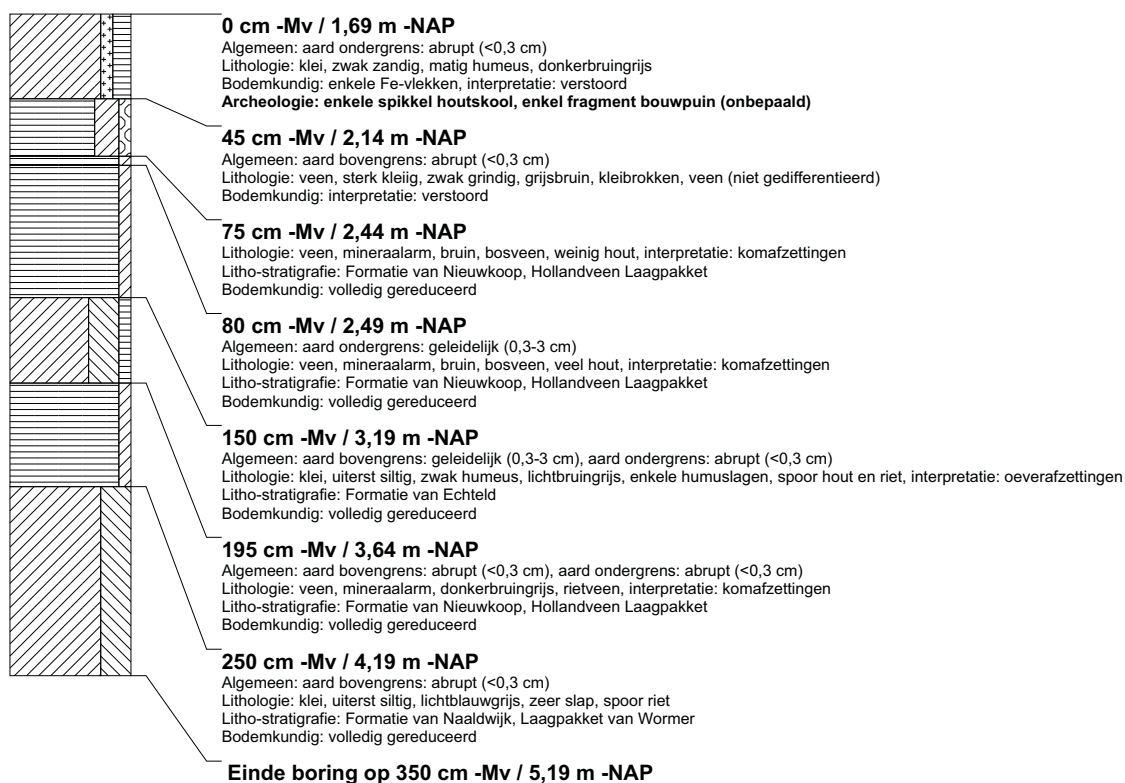 0 cm -Mv / 1,69 m -NAP
Algemeen: aard ondergrens: abrupt (<0,3 cm)
Lithologie: klei, zwak zandig, matig humeus, donkerbruingrijs
Bodemkundig: enkele Fe-vlekken, interpretatie: verstoord
Archeologie: enkele spikkel houtskool, enkel fragment bouwpuin (onbepaald)
45 cm -Mv / 2,14 m -NAP
Algemeen: aard bovengrens: abrupt (<0,3 cm)
Lithologie: veen, sterk kleiig, zwak grindig, grijsbruin, kleibrokken, veen (niet gedifferentieerd)
Bodemkundig: interpretatie: verstoord
75 cm -Mv / 2,44 m -NAP
Lithologie: veen, mineraalarm, bruin, bosveen, weinig hout, interpretatie: komafzettingen
Litho-stratigrafie: Formatie van Nieuwkoop, Hollandveen Laagpakket
Bodemkundig: volledig gereduceerd
80 cm -Mv / 2,49 m -NAP
Algemeen: aard ondergrens: geleidelijk (0,3-3 cm)
Lithologie: veen, mineraalarm, bruin, bosveen, veel hout, interpretatie: komafzettingen
Litho-stratigrafie: Formatie van Nieuwkoop, Hollandveen Laagpakket
Bodemkundig: volledig gereduceerd
150 cm -Mv / 3,19 m -NAP
Algemeen: aard bovengrens: geleidelijk (0,3-3 cm), aard ondergrens: abrupt (<0,3 cm)
Lithologie: klei, uiterst siltig, zwak humeus, lichtbruingrijs, enkele humuslagen, spoor hout en riet, interpretatie: oeverafzettingen
Litho-stratigrafie: Formatie van Echteld
Bodemkundig: volledig gereduceerd
195 cm -Mv / 3,64 m -NAP
Algemeen: aard bovengrens: abrupt (<0,3 cm), aard ondergrens: abrupt (<0,3 cm)
Lithologie: veen, mineraalarm, donkerbruingrijs, rietveen, interpretatie: komafzettingen
Litho-stratigrafie: Formatie van Nieuwkoop, Hollandveen Laagpakket
Bodemkundig: volledig gereduceerd
250 cm -Mv / 4,19 m -NAP
Algemeen: aard bovengrens: abrupt (<0,3 cm)
Lithologie: klei, uiterst siltig, lichtblauwgrijs, zeer slap, spoor riet
Litho-stratigrafie: Formatie van Naaldwijk, Laagpakket van Wormer
Bodemkundig: volledig gereduceerd
Einde boring op 350 cm -Mv / 5,19 m -NAP